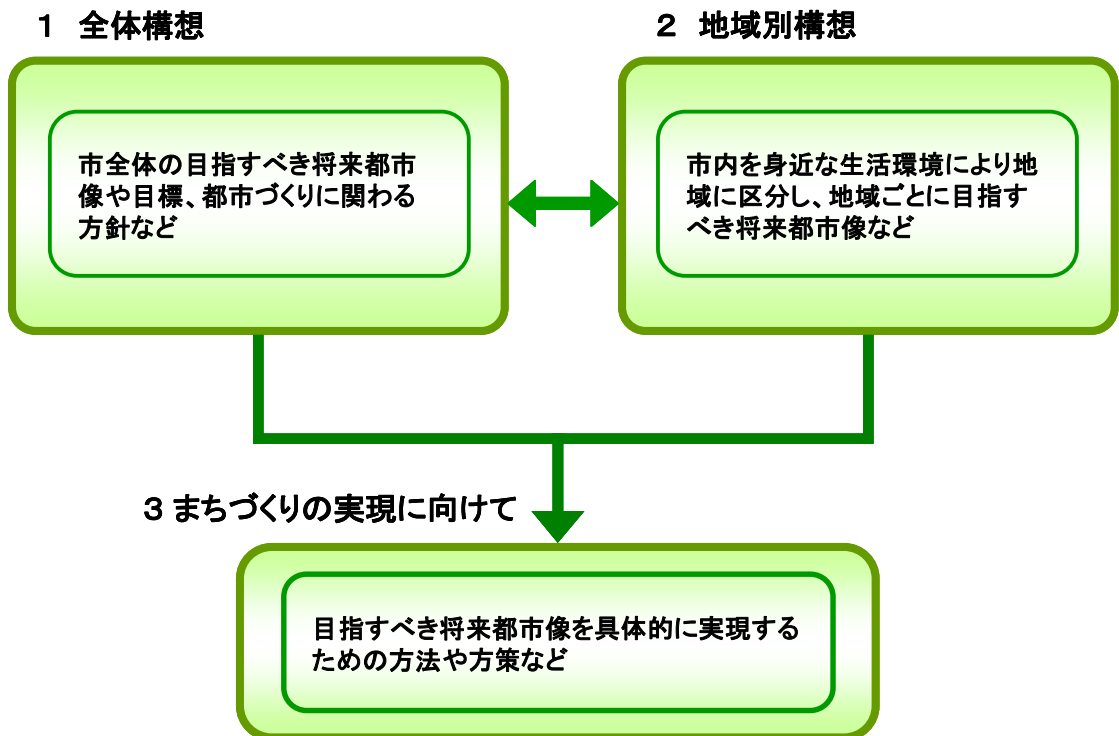 １　全体構想
２　地域別構想
市全体の目指すべき将来都市
像や目標、都市づくりに関わる
方針など
市内を身近な生活環境により地
域に区分し、地域ごとに目指す
べき将来都市像など
３ まちづくりの実現に向けて
目指すべき将来都市像を具体的に実現する
ための方法や方策など